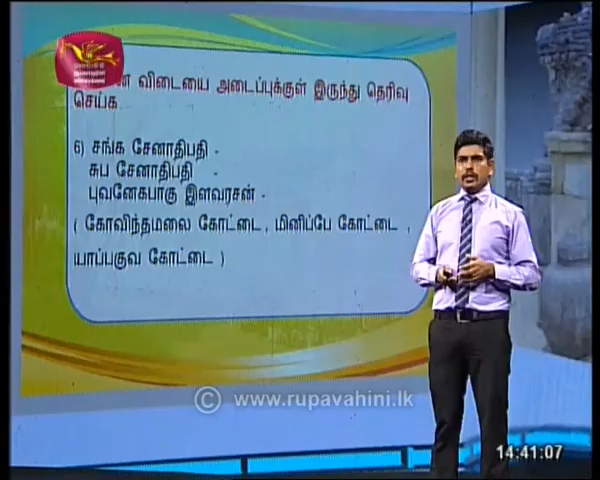 விடையை அடைப்புக்குள் இருந்து தெரிவு
செய்க
6) சங்க சேனாதிபதி -
சுப சேனாதிபதி -
புவனேகபாகு இளவரசன் -
( கோவிந்தமலை கோட்டை , மினிப்பே கோட்டை ,
யாப்பகுவ கோட்டை )
© www.rupavahini.lk
14:41:07